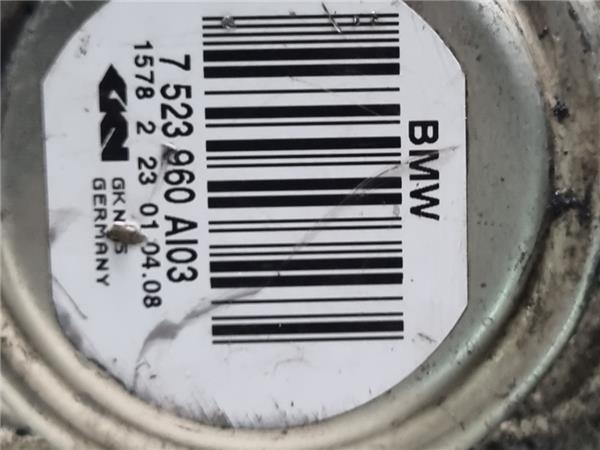 BMW
7 523 960 AI03
1578 2 23 01.04.08
GKN
GERMANY